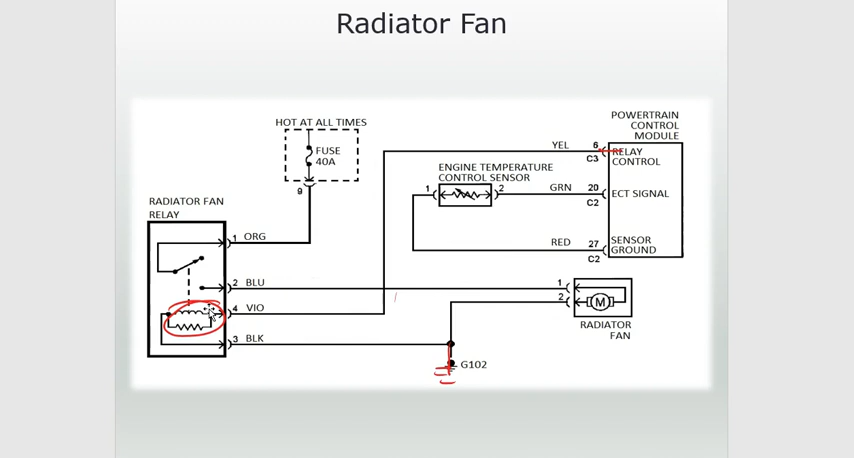 Radiator Fan
HOT AT ALL TIMES
FUSE
40A
9
POWERTRAIN
CONTROL
MODULE
YEL 6
C3
RELAY
CONTROL
ENGINE TEMPERATURE
CONTROL SENSOR
1
2
GRN 20
C2
ECT SIGNAL
RED 27
C2
SENSOR
GROUND
RADIATOR FAN
RELAY
1 ORG
2 BLU
4 VIO
3 BLK
1
2
M
RADIATOR
FAN
G102